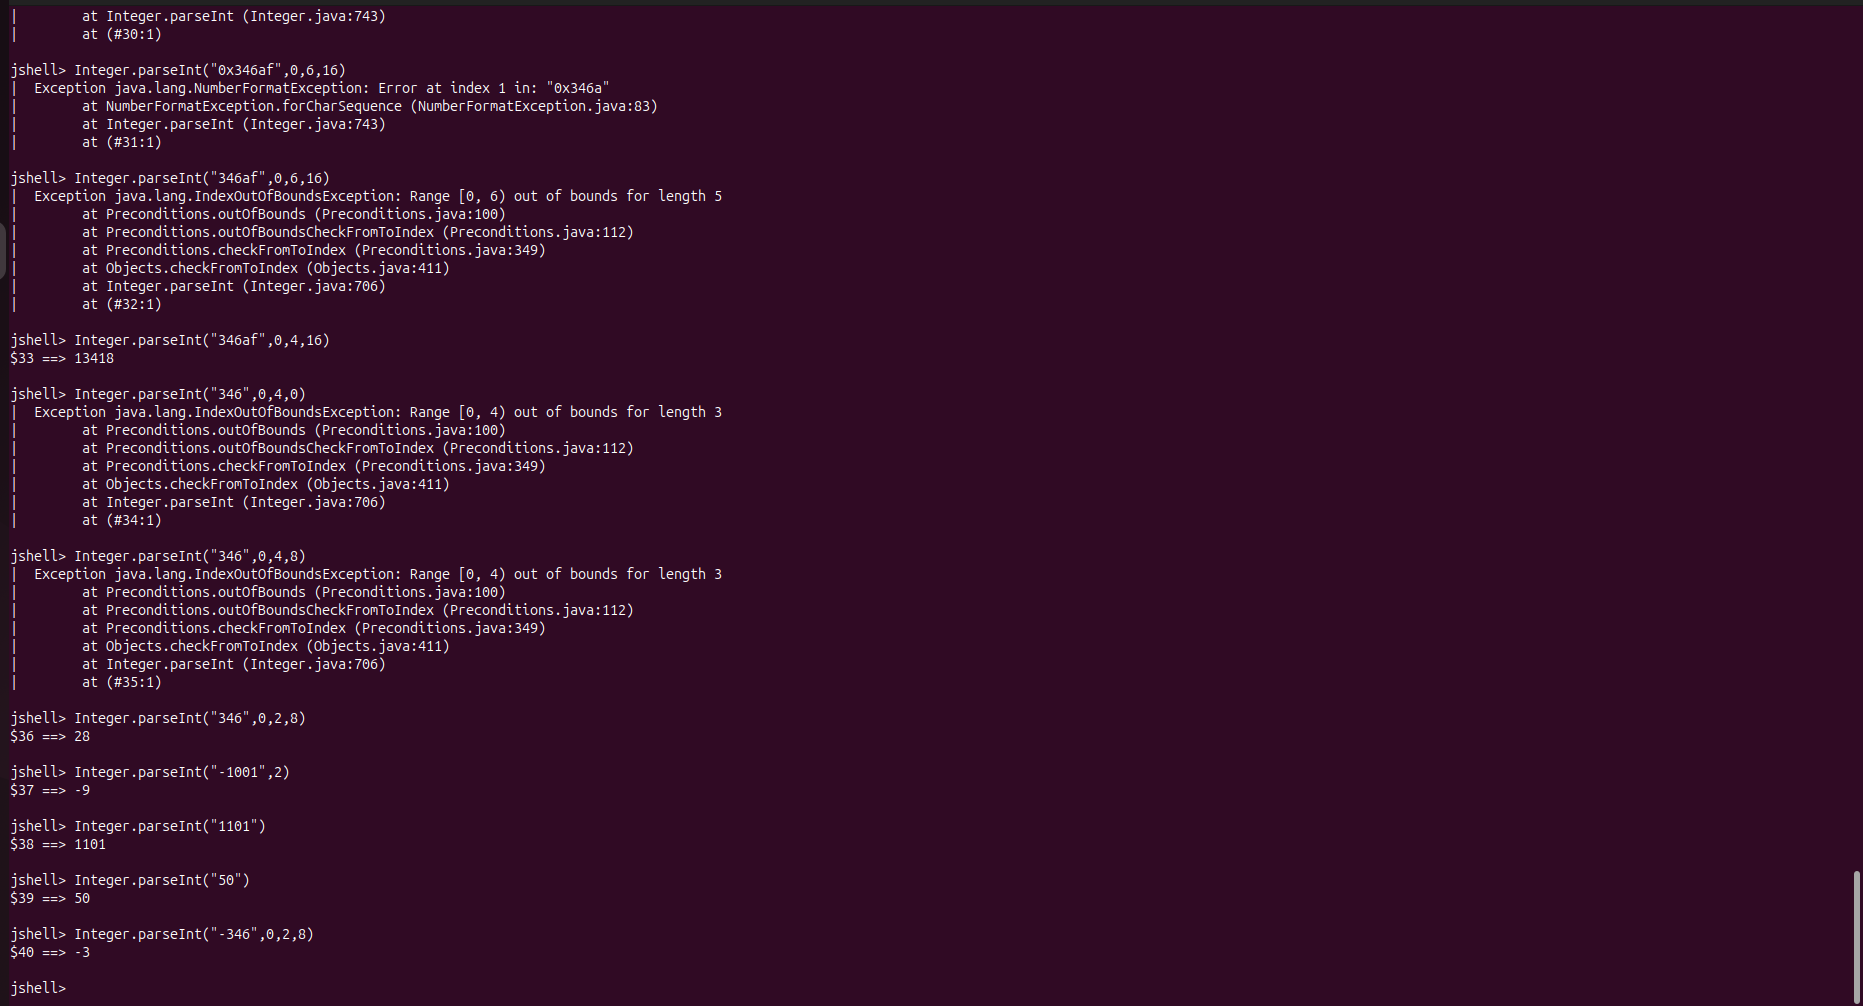 |        at Integer.parseInt (Integer.java:743)
|        at (#30:1)
jshell> Integer.parseInt("0x346af",0,6,16)
|  Exception java.lang.NumberFormatException: Error at index 1 in: "0x346a"
|        at NumberFormatException.forCharSequence (NumberFormatException.java:83)
|        at Integer.parseInt (Integer.java:743)
|        at (#31:1)
jshell> Integer.parseInt("346af",0,6,16)
|  Exception java.lang.IndexOutOfBoundsException: Range [0, 6) out of bounds for length 5
|        at Preconditions.outOfBounds (Preconditions.java:100)
|        at Preconditions.outOfBoundsCheckFromToIndex (Preconditions.java:112)
|        at Preconditions.checkFromToIndex (Preconditions.java:349)
|        at Objects.checkFromToIndex (Objects.java:411)
|        at Integer.parseInt (Integer.java:706)
|        at (#32:1)
jshell> Integer.parseInt("346af",0,4,16)
$33 ==> 13418
jshell> Integer.parseInt("346",0,4,0)
|  Exception java.lang.IndexOutOfBoundsException: Range [0, 4) out of bounds for length 3
|        at Preconditions.outOfBounds (Preconditions.java:100)
|        at Preconditions.outOfBoundsCheckFromToIndex (Preconditions.java:112)
|        at Preconditions.checkFromToIndex (Preconditions.java:349)
|        at Objects.checkFromToIndex (Objects.java:411)
|        at Integer.parseInt (Integer.java:706)
|        at (#34:1)
jshell> Integer.parseInt("346",0,4,8)
|  Exception java.lang.IndexOutOfBoundsException: Range [0, 4) out of bounds for length 3
|        at Preconditions.outOfBounds (Preconditions.java:100)
|        at Preconditions.outOfBoundsCheckFromToIndex (Preconditions.java:112)
|        at Preconditions.checkFromToIndex (Preconditions.java:349)
|        at Objects.checkFromToIndex (Objects.java:411)
|        at Integer.parseInt (Integer.java:706)
|        at (#35:1)
jshell> Integer.parseInt("346",0,2,8)
$36 ==> 28
jshell> Integer.parseInt("-1001",2)
$37 ==> -9
jshell> Integer.parseInt("1101")
$38 ==> 1101
jshell> Integer.parseInt("50")
$39 ==> 50
jshell> Integer.parseInt("-346",0,2,8)
$40 ==> -3
jshell>